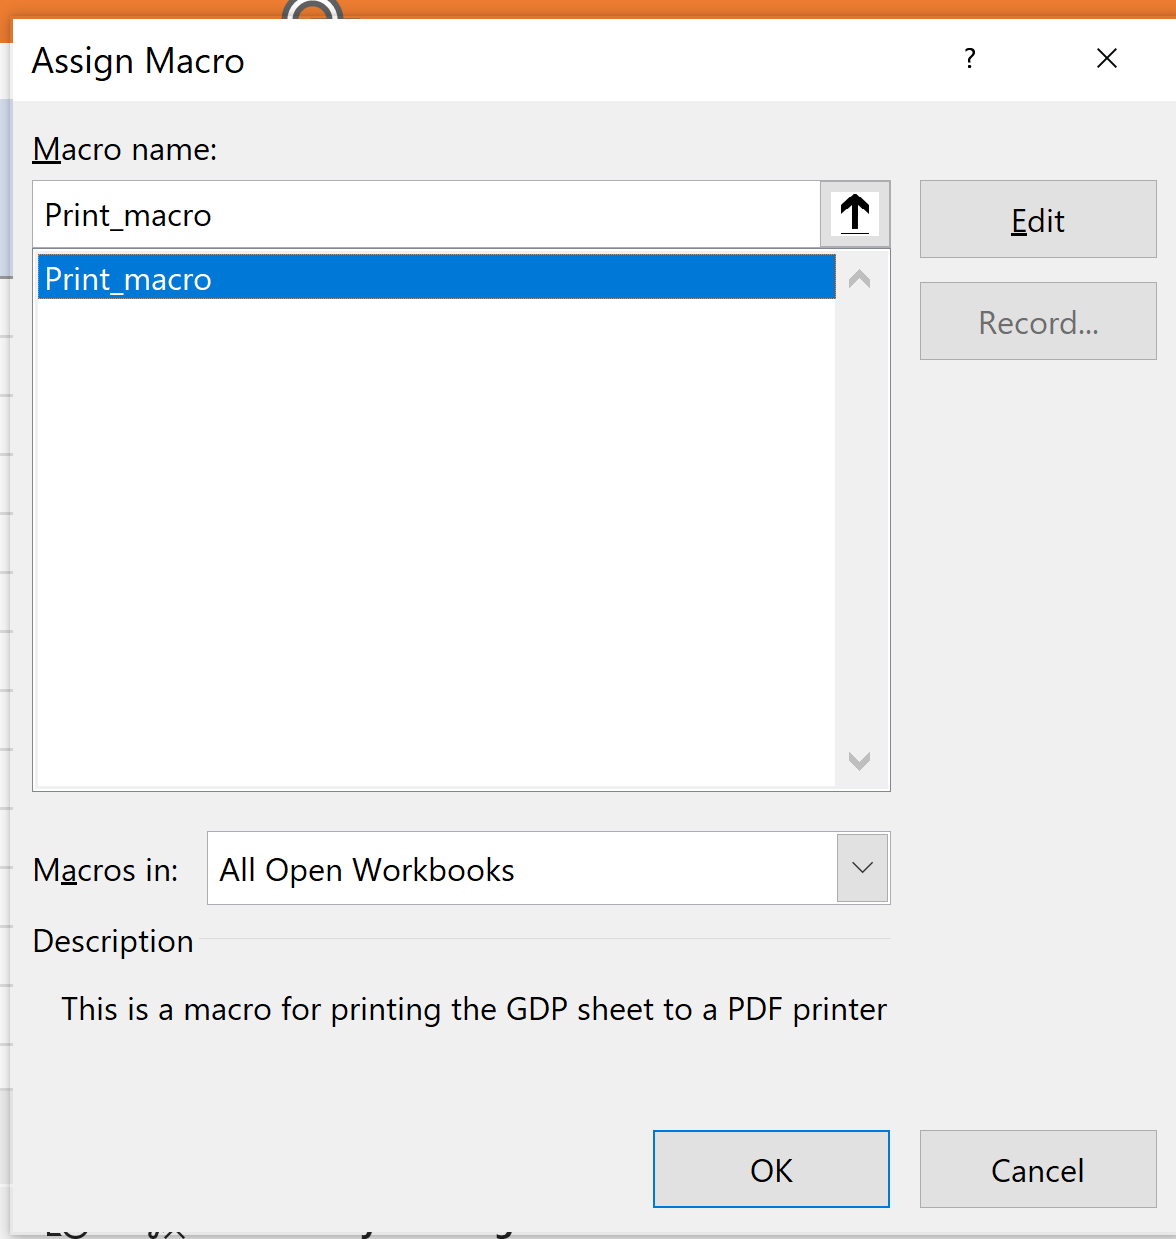 Assign Macro
?
Macro name:
Print_macro
Edit
Print_macro
Record...
Macros in:
All Open Workbooks
Description
This is a macro for printing the GDP sheet to a PDF printer
OK
Cancel